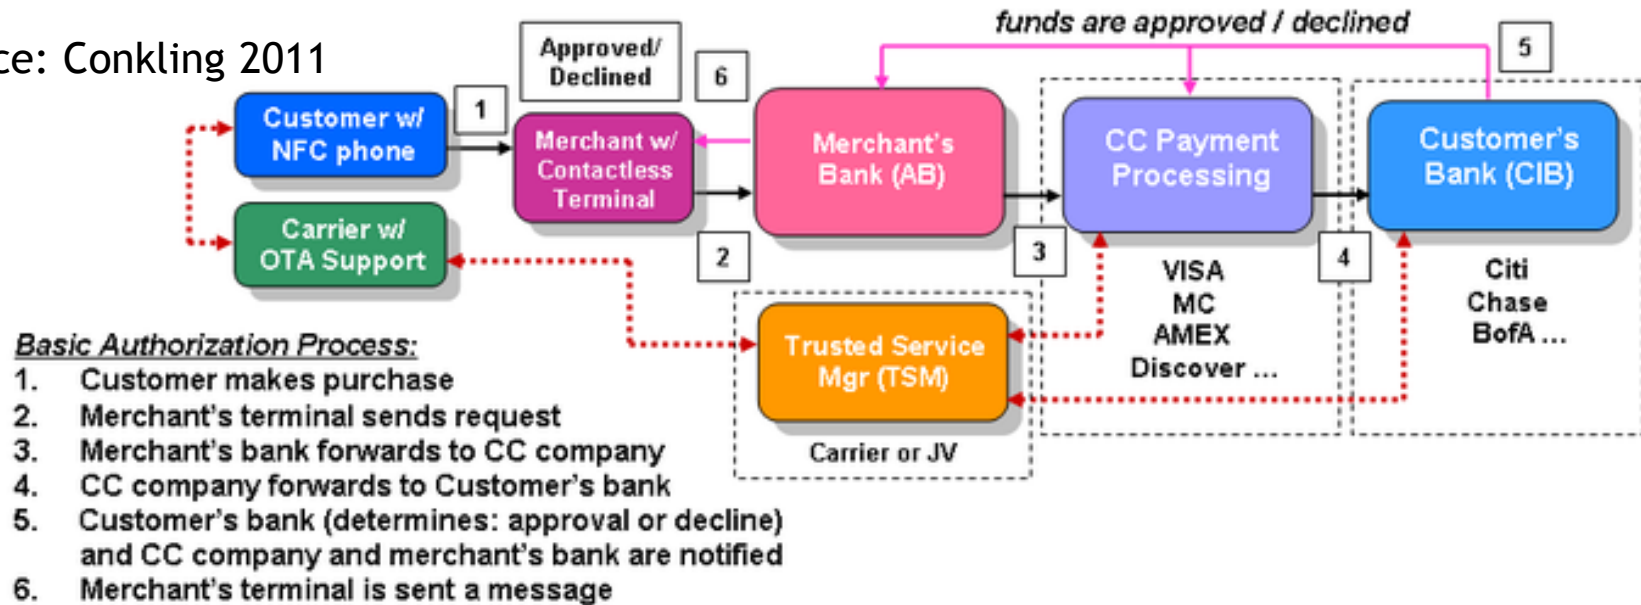 ce: Conkling 2011
funds are approved / declined
5
Approved/
Declined
6
Customer w/
NFC phone
1
Merchant w/
Contactless
Terminal
Merchant's
Bank (AB)
CC Payment
Processing
Customer's
Bank (CIB)
Carrier w/
OTA Support
2
3
4
VISA
MC
AMEX
Discover ...
Citi
Chase
BofA ...
Trusted Service
Mgr (TSM)
Carrier or JV
Basic Authorization Process:
1. Customer makes purchase
2. Merchant's terminal sends request
3. Merchant's bank forwards to CC company
4. CC company forwards to Customer's bank
5. Customer's bank (determines: approval or decline)
and CC company and merchant's bank are notified
6. Merchant's terminal is sent a message